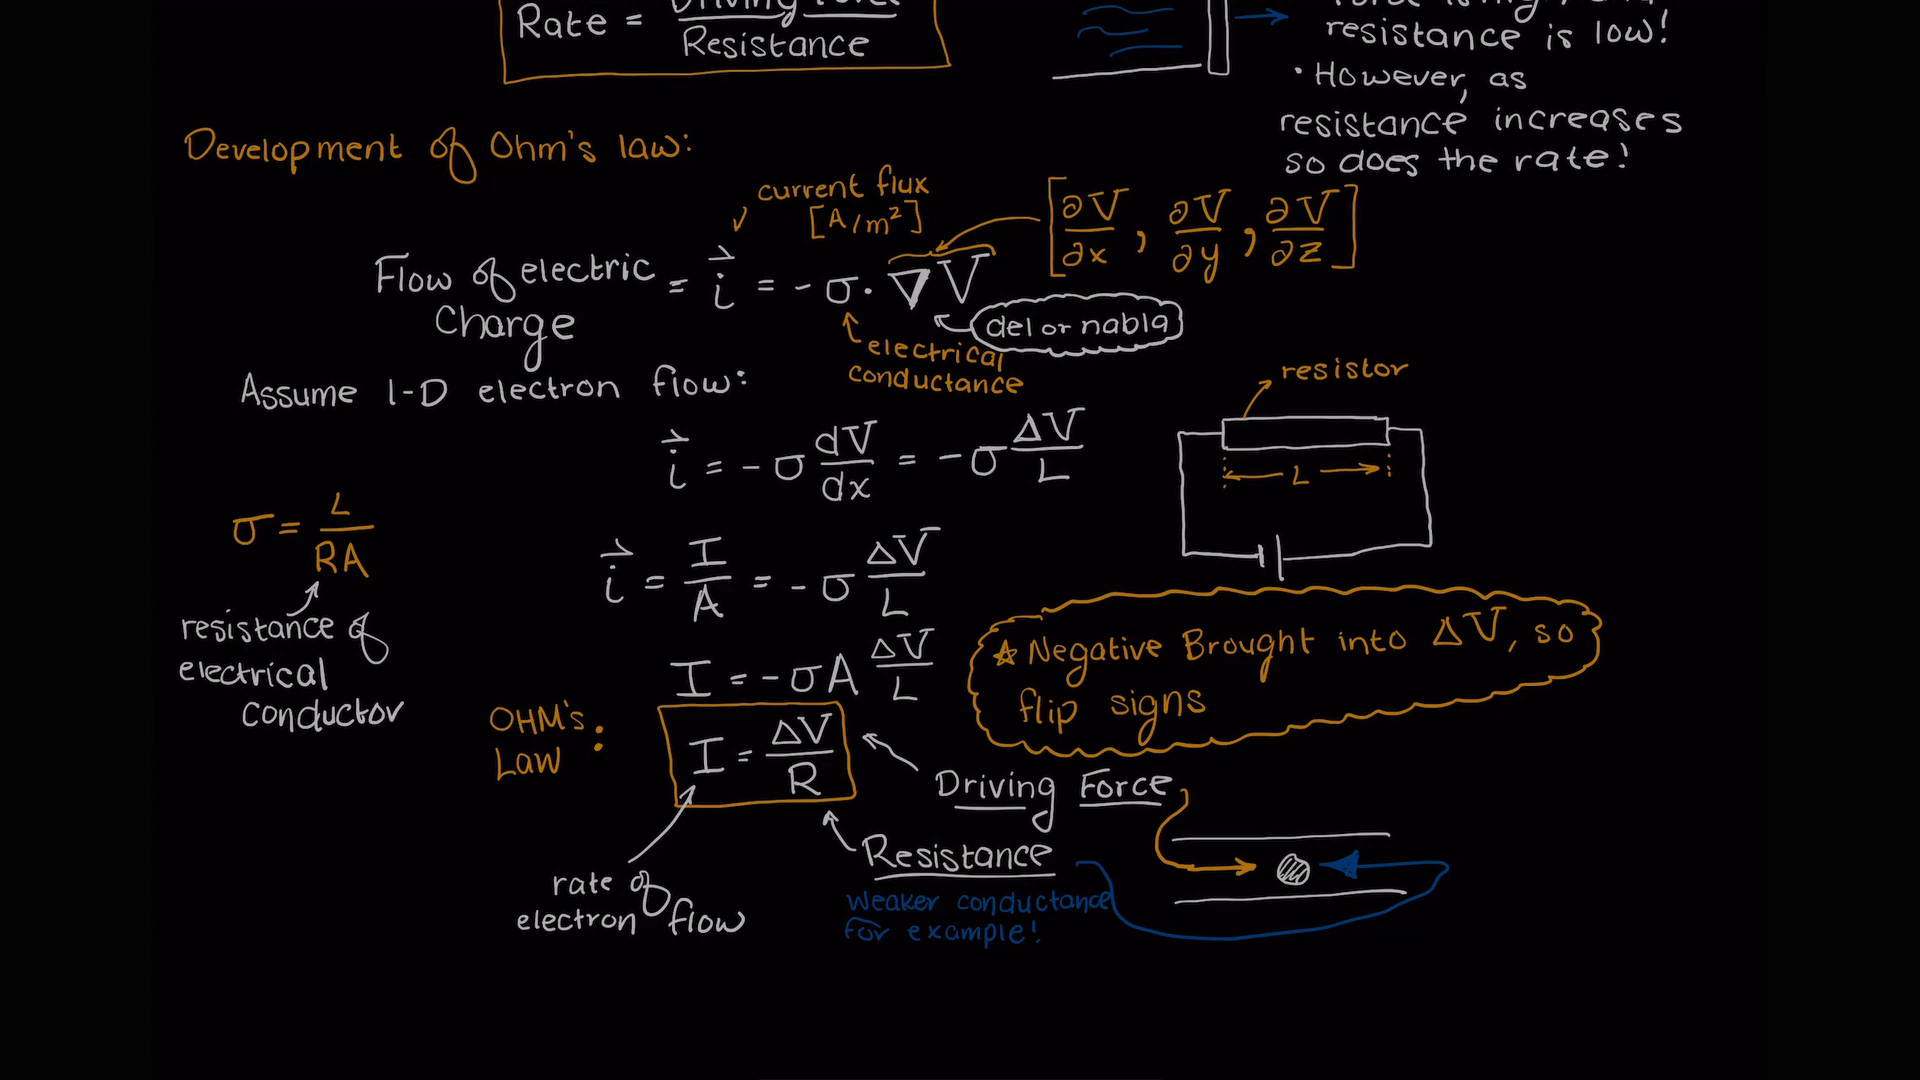 Rate = Driving Force / Resistance
resistance is low!
• However, as
resistance increases
so does the rate!
Development of Ohm's law:
current flux
[A/m²]
[∂V/∂x, ∂V/∂y, ∂V/∂z]
Flow of electric
Charge
= i⃗ = - σ · ∇V
del or nabla
electrical
conductance
Assume 1-D electron flow:
resistor
i⃗ = - σ dV/dx = - σ ΔV/L
L
σ = L/RA
i⃗ = I/A = - σ ΔV/L
resistance of
electrical
conductor
I = - σ A ΔV/L
☆ Negative Brought into ΔV, so
flip signs
OHM's
LAW :
I = ΔV/R
Driving Force
Resistance
weaker conductance
for example!
rate of
electron flow